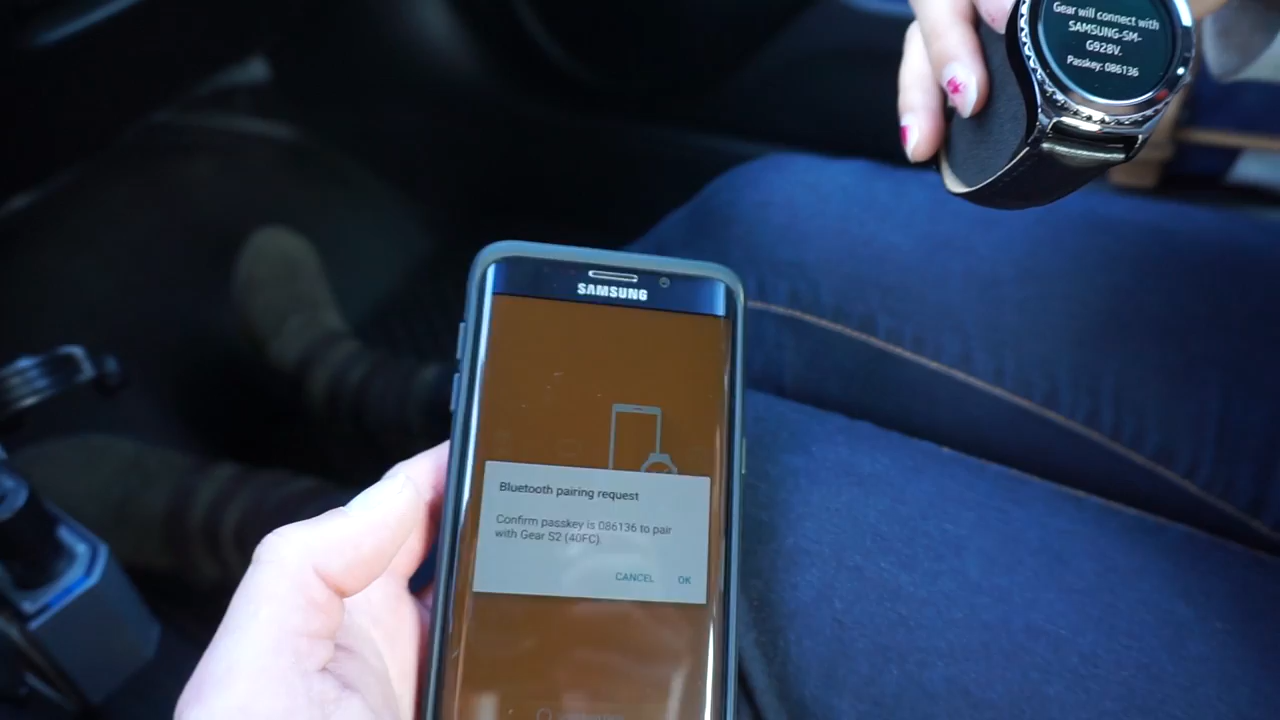 Gear will connect with
SAMSUNG-SM-
G928V.
Passkey: 086136
SAMSUNG
Bluetooth pairing request
Confirm passkey is 086136 to pair
with Gear S2 (40FC).
CANCEL OK